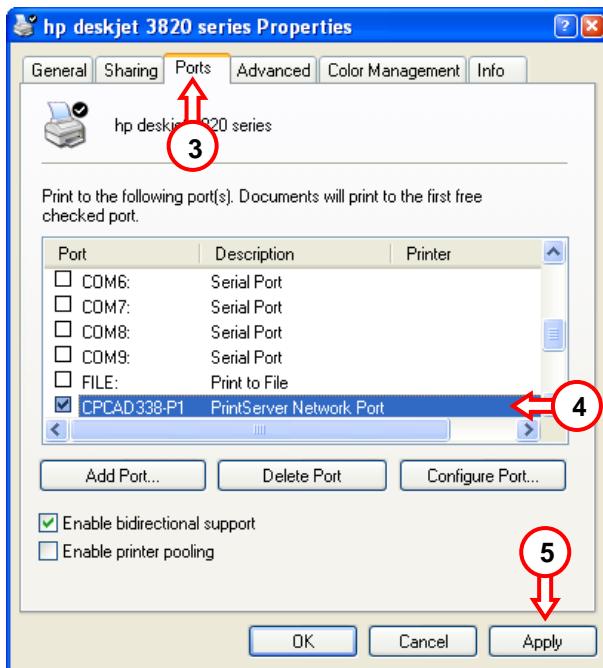 hp deskjet 3820 series Properties
General Sharing Ports Advanced Color Management Info
3
hp deskjet 3820 series
Print to the following port(s). Documents will print to the first free
checked port.
Port Description Printer
COM6: Serial Port
COM7: Serial Port
COM8: Serial Port
COM9: Serial Port
FILE: Print to File
CPCAD338-P1 PrintServer Network Port
4
Add Port... Delete Port Configure Port...
Enable bidirectional support
Enable printer pooling
5
OK Cancel Apply